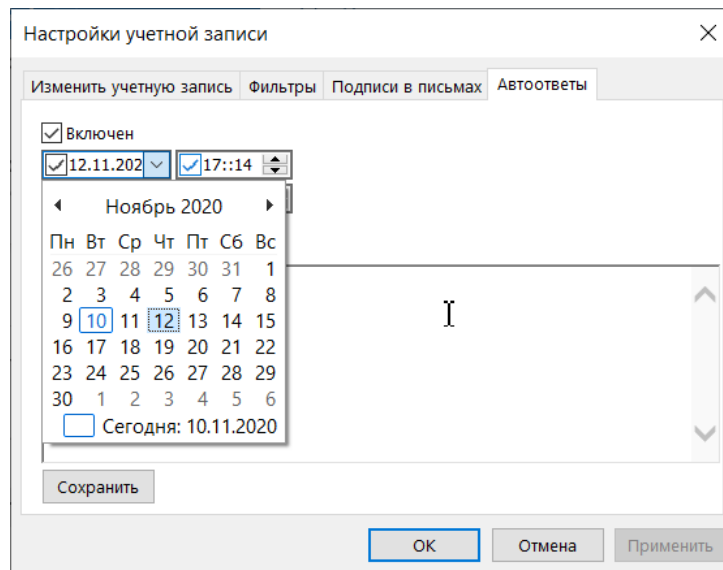 Настройки учетной записи
Изменить учетную запись Фильтры Подписи в письмах Автоответы
Включен
12.11.202 17::14
Ноябрь 2020
Пн Вт Ср Чт Пт Сб Вс
26 27 28 29 30 31 1
2 3 4 5 6 7 8
9 10 11 12 13 14 15
16 17 18 19 20 21 22
23 24 25 26 27 28 29
30 1 2 3 4 5 6
Сегодня: 10.11.2020
Сохранить
ОК Отмена Применить